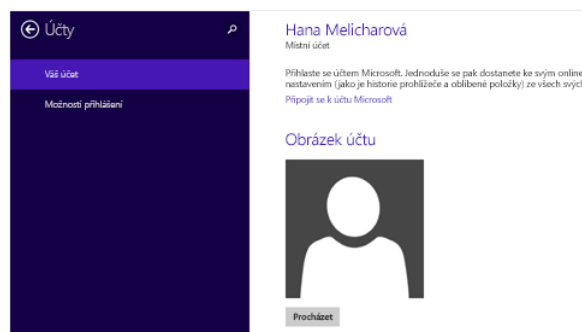 Účty
Váš účet
Možnosti přihlášení
Hana Melicharová
Místní účet
Přihlaste se účtem Microsoft. Jednoduše se pak dostanete ke svým online
nastavením (jako je historie prohlížeče a oblíbené položky) ze všech svých
Připojit se k účtu Microsoft
Obrázek účtu
Procházet